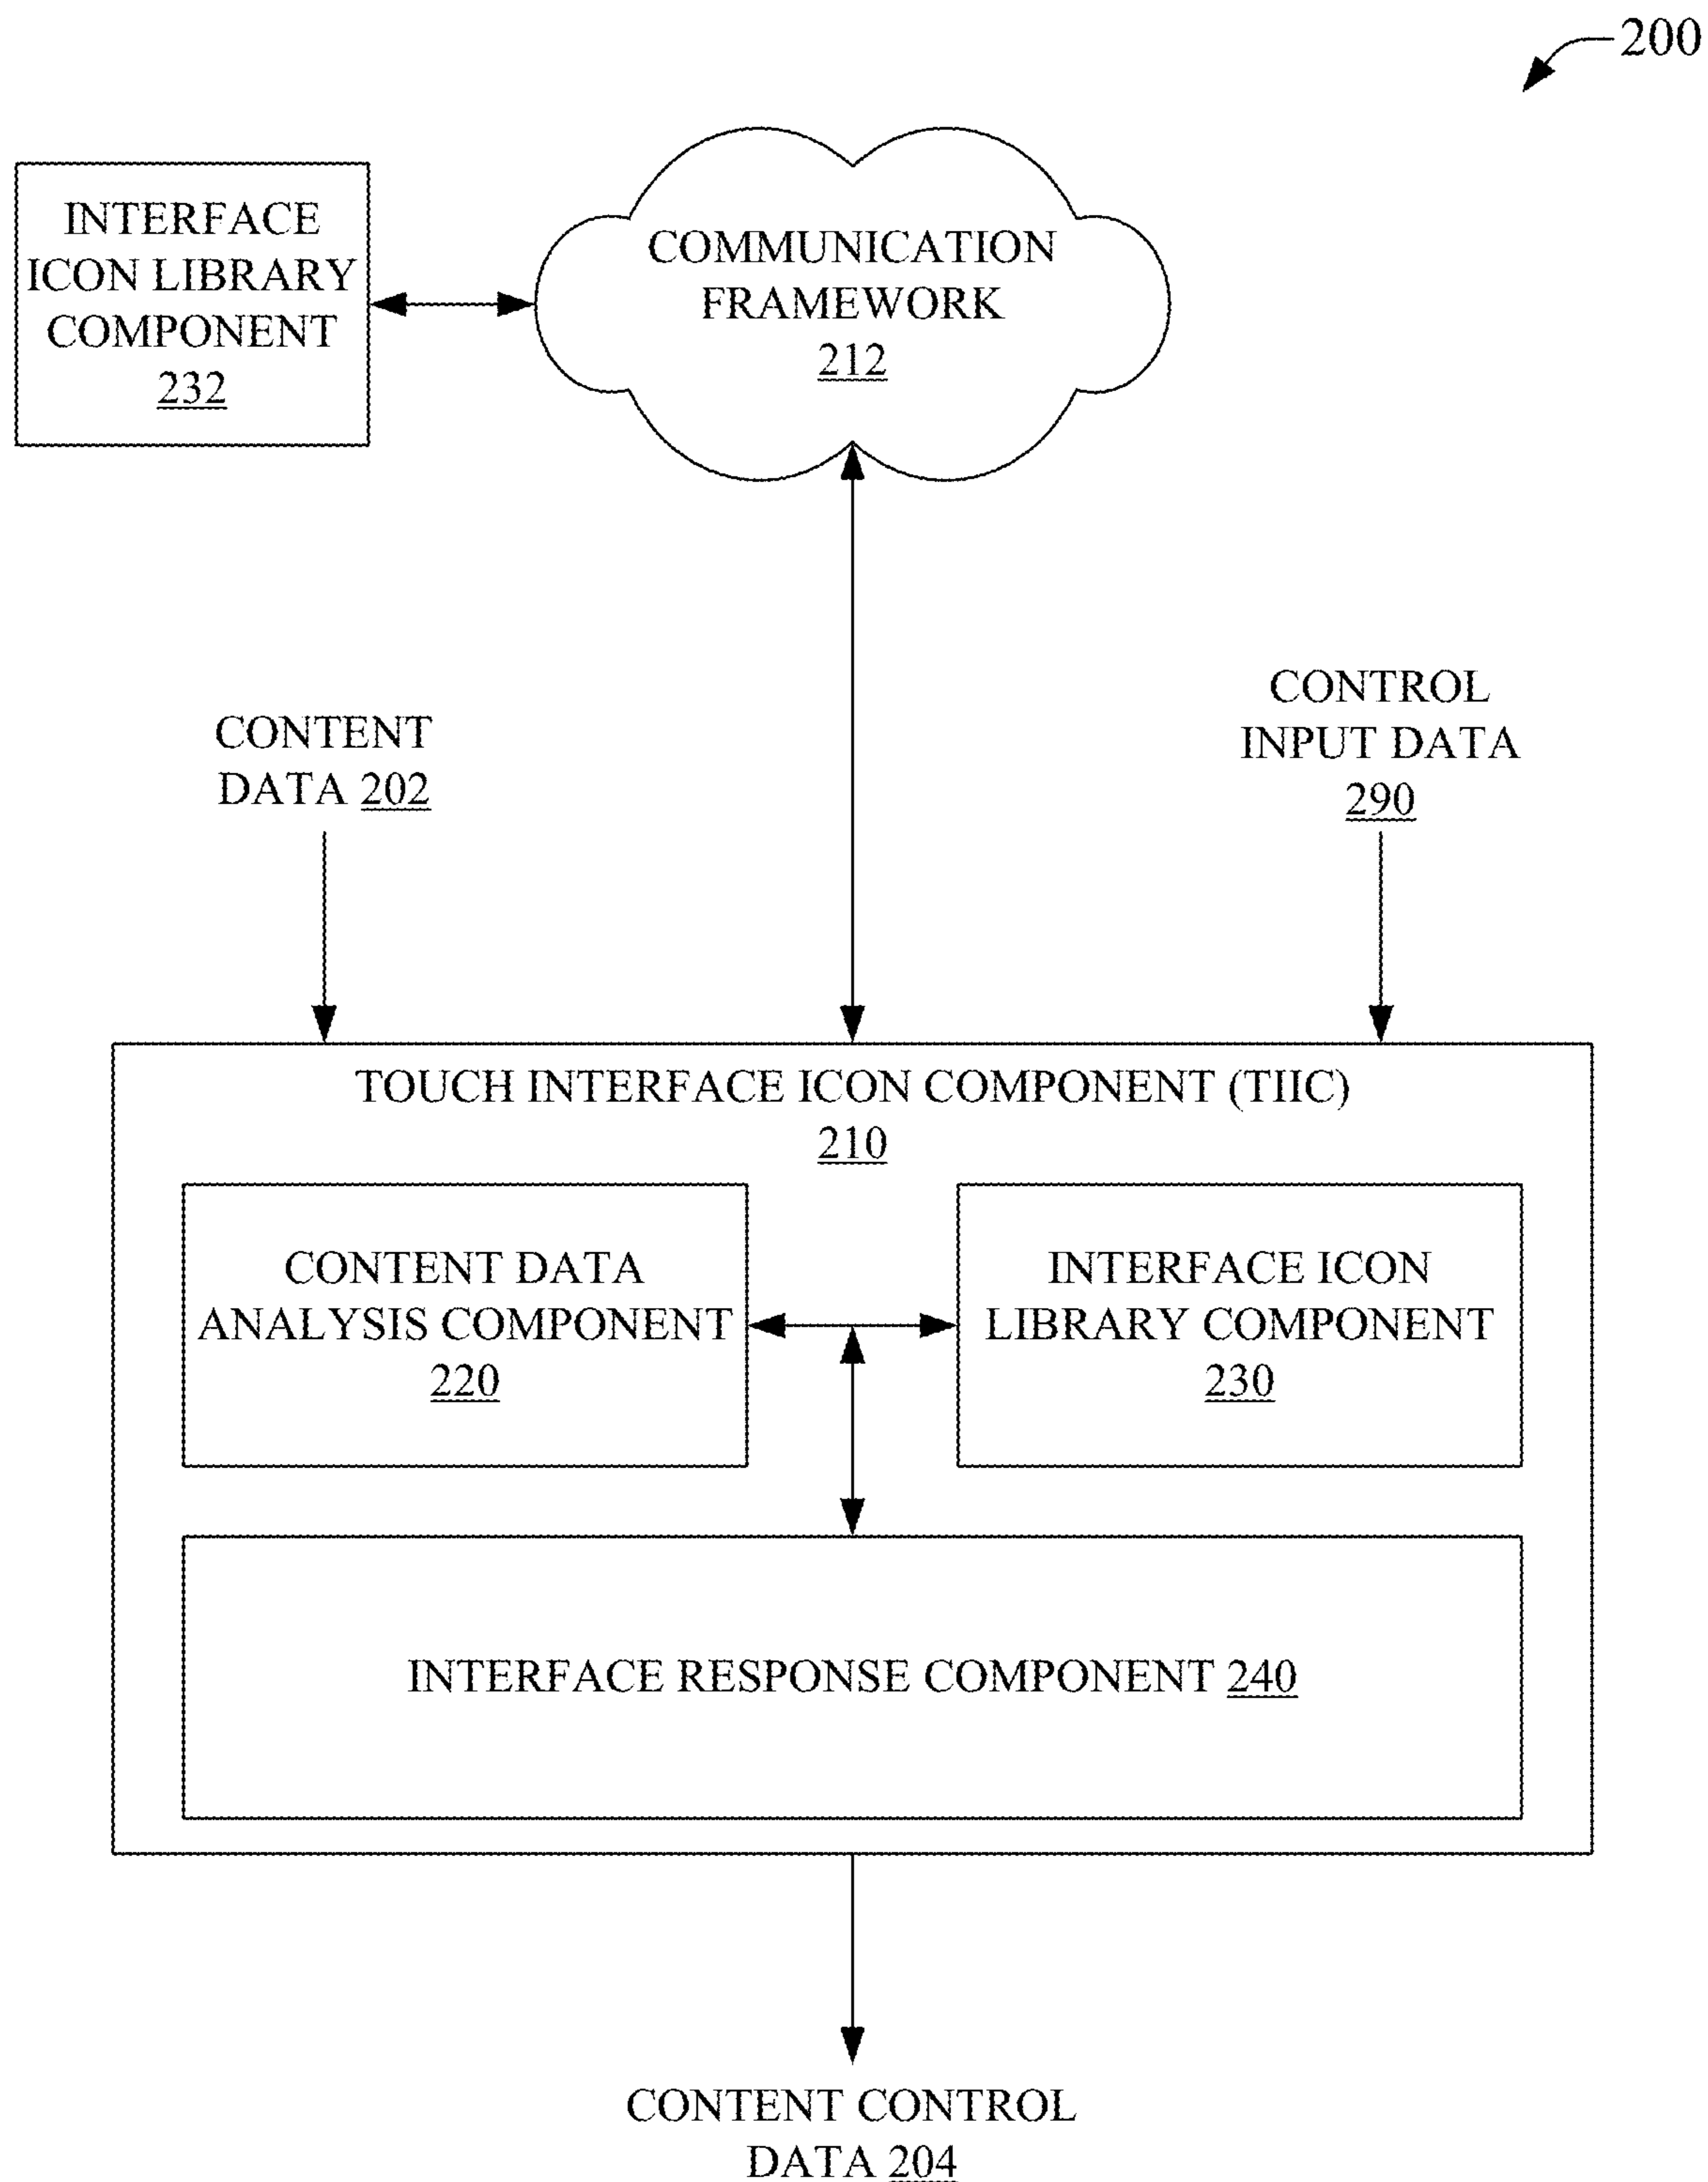 200
INTERFACE
ICON LIBRARY
COMPONENT
232
COMMUNICATION
FRAMEWORK
212
CONTENT
DATA 202
CONTROL
INPUT DATA
290
TOUCH INTERFACE ICON COMPONENT (TIIC)
210
CONTENT DATA
ANALYSIS COMPONENT
220
INTERFACE ICON
LIBRARY COMPONENT
230
INTERFACE RESPONSE COMPONENT 240
CONTENT CONTROL
DATA 204